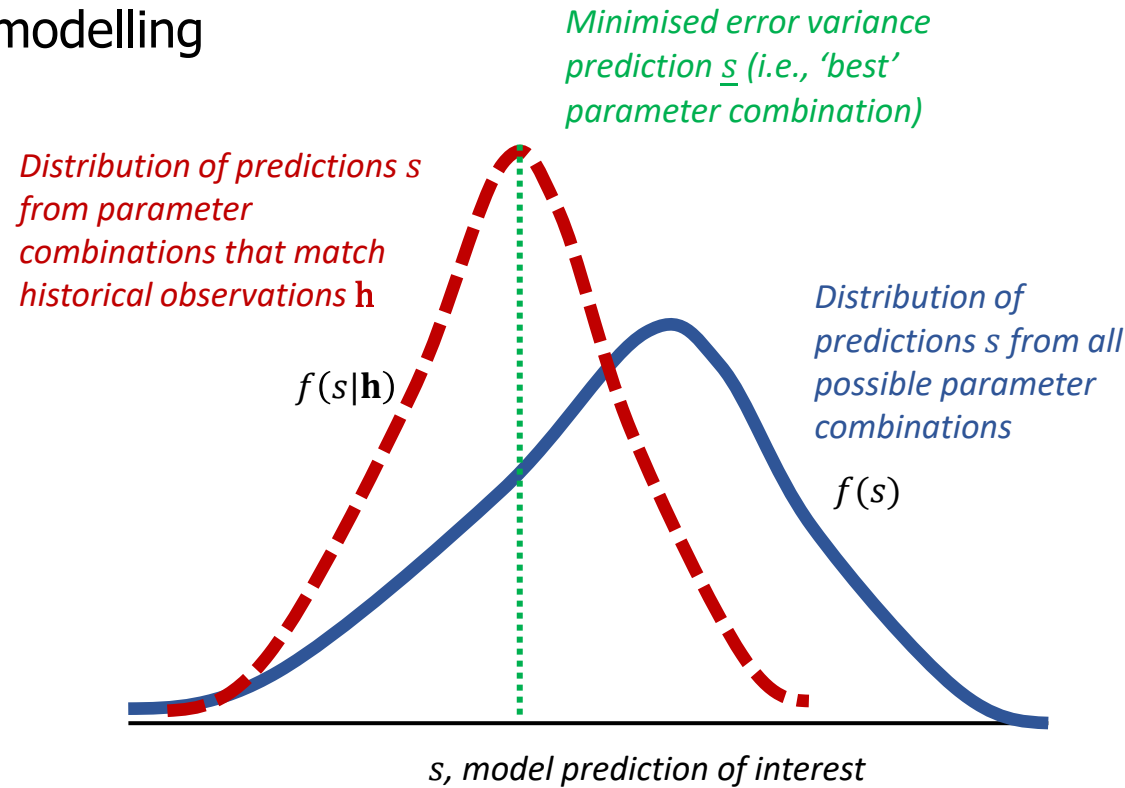 modelling
Minimised error variance
prediction s (i.e., ‘best’
parameter combination)
Distribution of predictions s
from parameter
combinations that match
historical observations h
f(s|h)
Distribution of
predictions s from all
possible parameter
combinations
f(s)
s, model prediction of interest